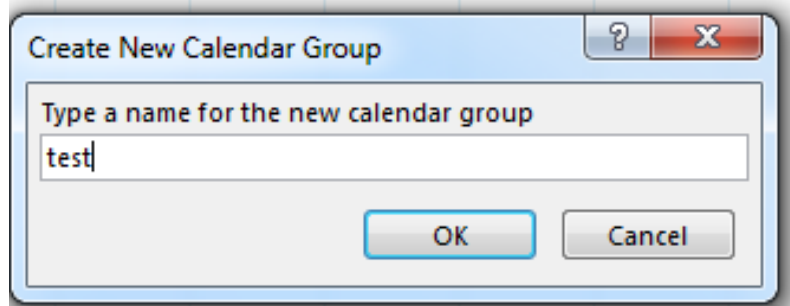 Create New Calendar Group
?
X
Type a name for the new calendar group
test
OK
Cancel